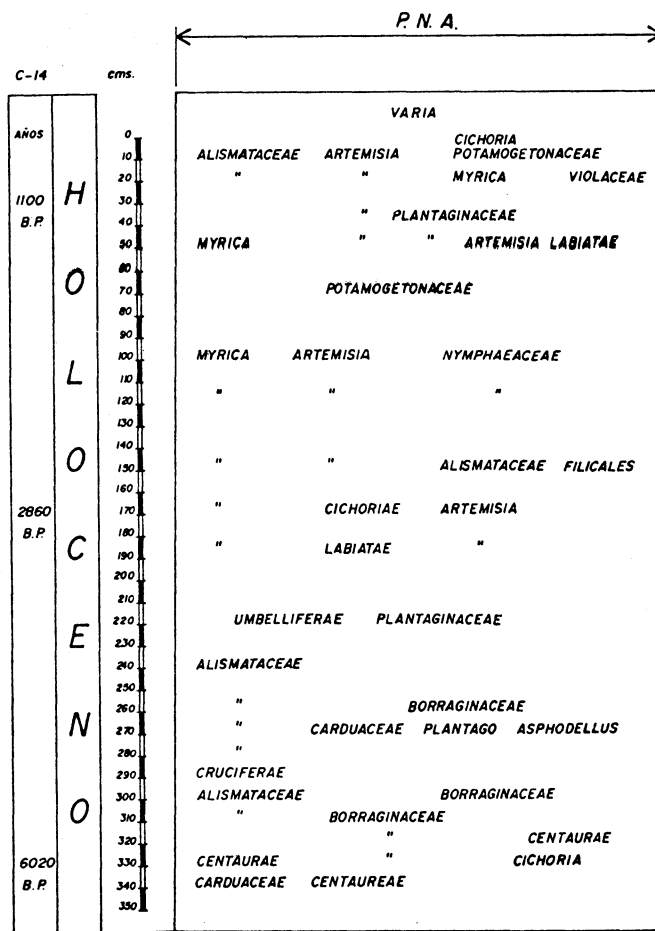 P. N. A.
C-14 cms.
VARIA
AÑOS 0 CICHORIA
10 ALISMATACEAE ARTEMISIA POTAMOGETONACEAE
20 " " MYRICA VIOLACEAE
1100 30
B.P. 40 " PLANTAGINACEAE
50 MYRICA " " ARTEMISIA LABIATAE
60
70 POTAMOGETONACEAE
80
90
100 MYRICA ARTEMISIA NYMPHAEACEAE
110
120 " " "
130
140
150 " " ALISMATACEAE FILICALES
160
2860 170 " CICHORIAE ARTEMISIA
B.P. 180
190 " LABIATAE "
200
210
220 UMBELLIFERAE PLANTAGINACEAE
230
240 ALISMATACEAE
250
260 " BORRAGINACEAE
270 " CARDUACEAE PLANTAGO ASPHODELLUS
280 "
290 CRUCIFERAE
300 ALISMATACEAE BORRAGINACEAE
310 " BORRAGINACEAE
320 " CENTAURAE
6020 330 CENTAURAE " CICHORIA
B.P. 340 CARDUACEAE CENTAUREAE
350
HOLOCENO